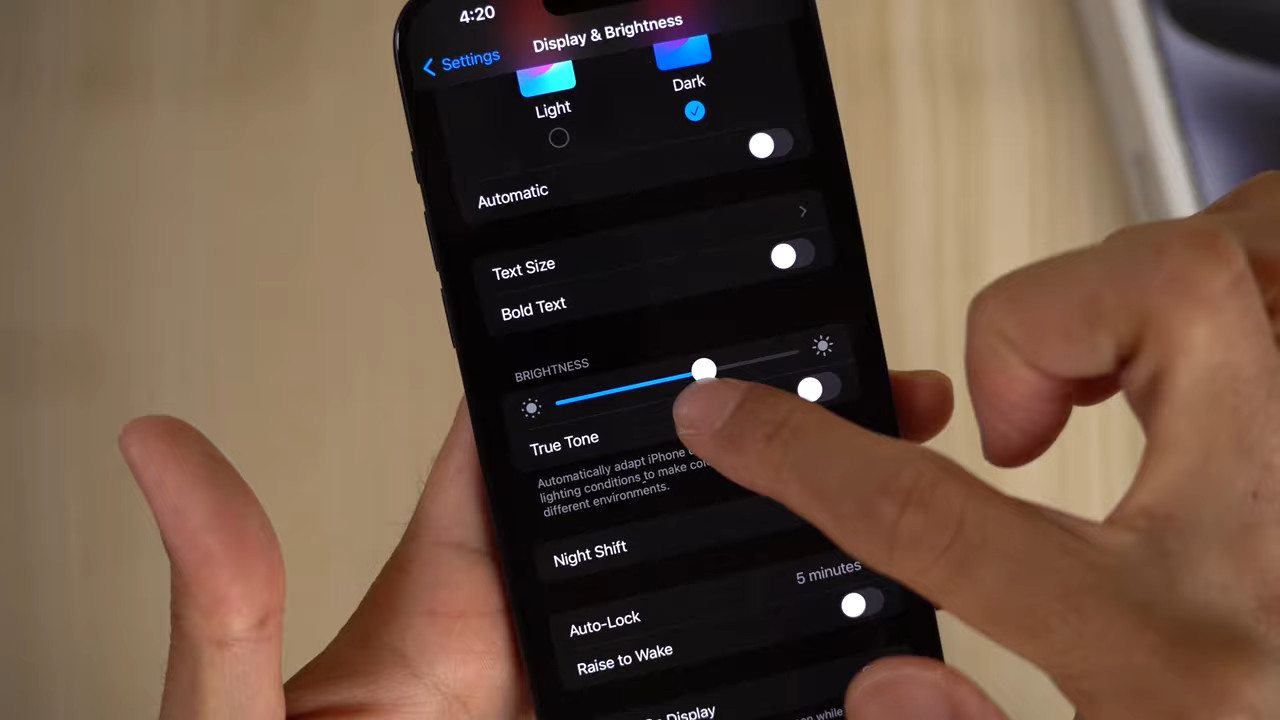 4:20
Settings
Display & Brightness
Light
Dark
Automatic
Text Size
Bold Text
BRIGHTNESS
True Tone
Automatically adapt iPhone
lighting conditions to make
different environments.
Night Shift
Auto-Lock
5 minutes
Raise to Wake
Display
while